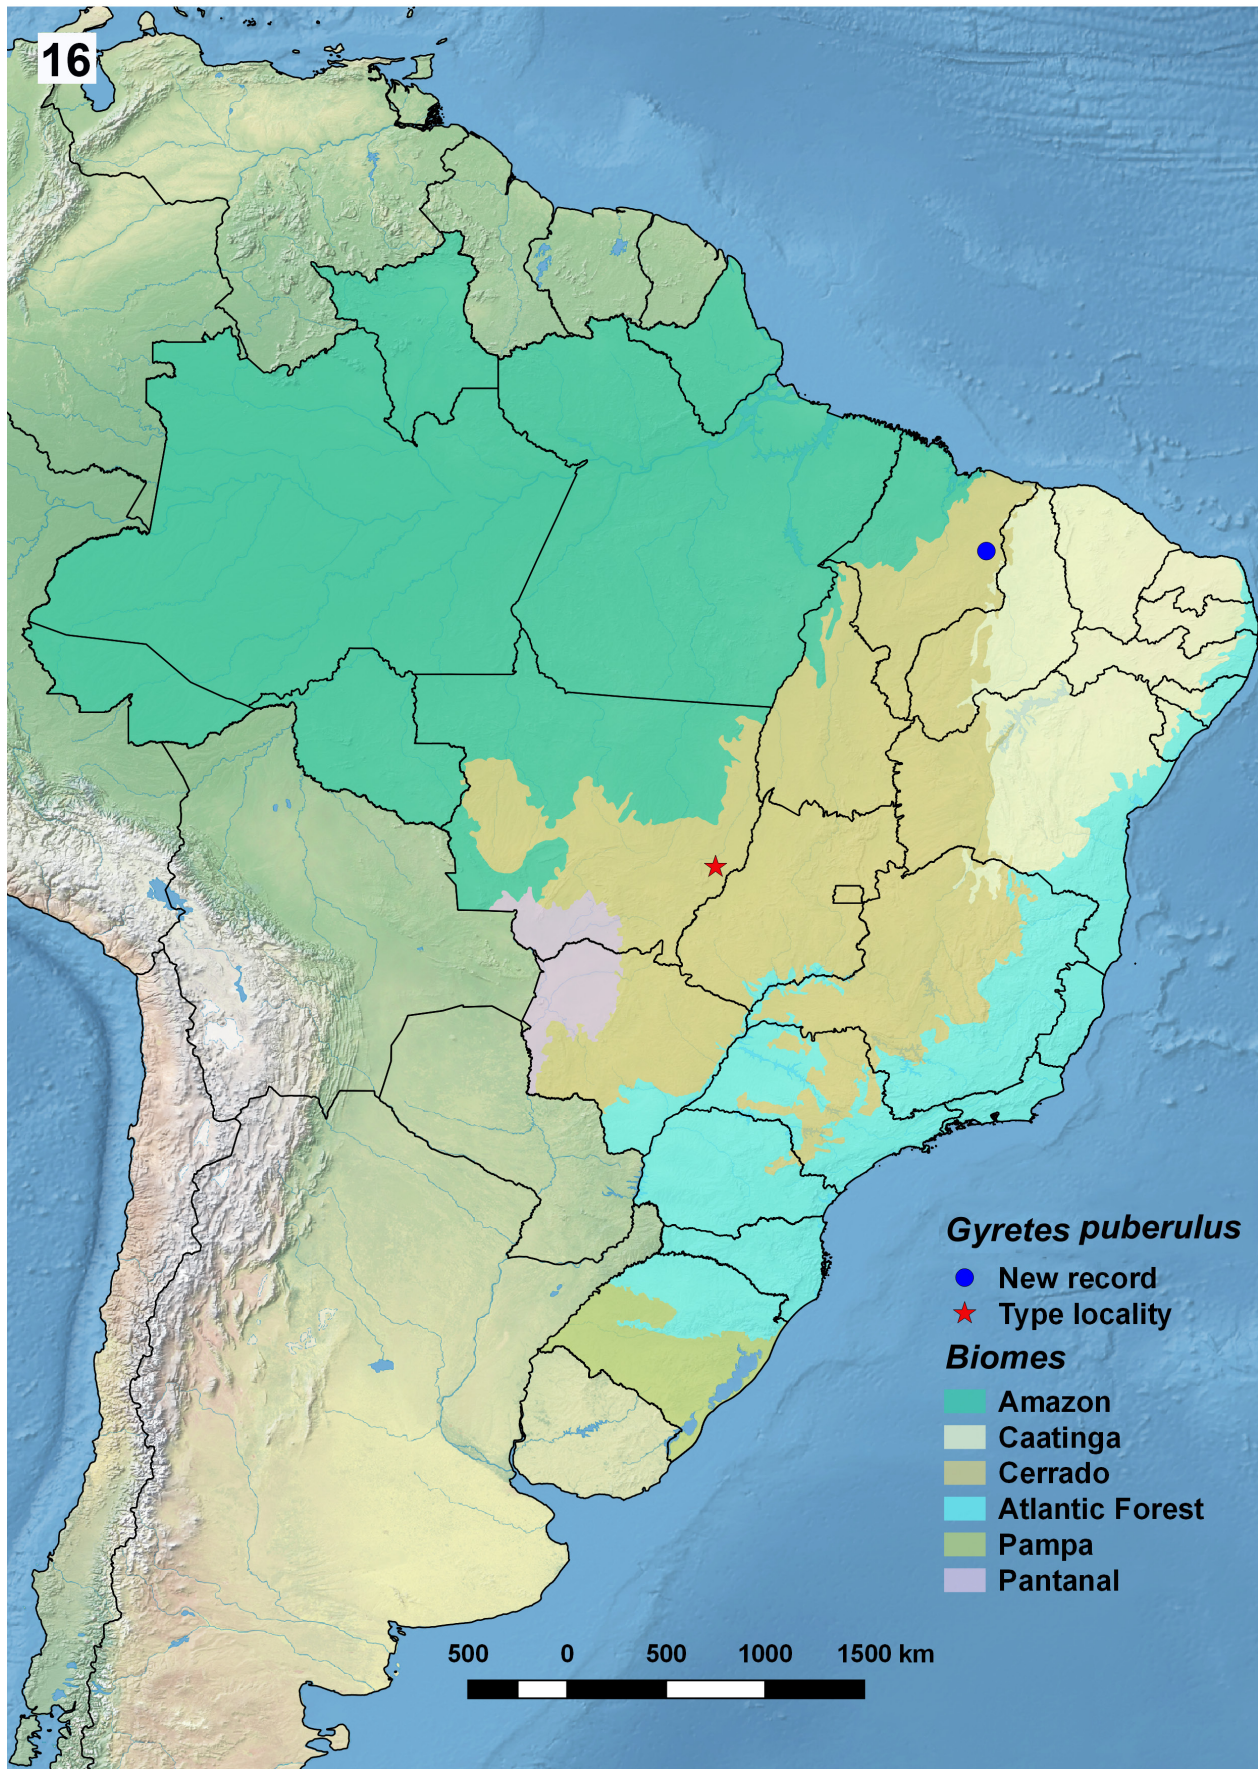 16
Gyretes puberulus
New record
Type locality
Biomes
Amazon
Caatinga
Cerrado
Atlantic Forest
Pampa
Pantanal
500 0 500 1000 1500 km